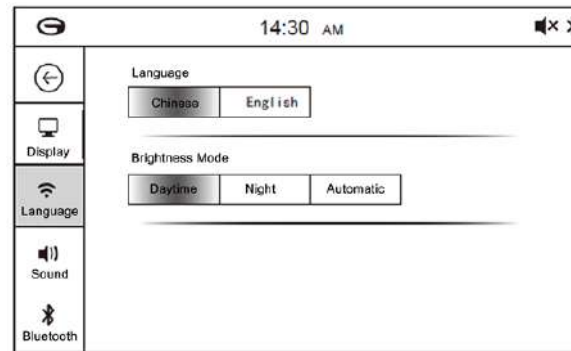 14:30 AM
Language
Chinese English
Display
Brightness Mode
Daytime Night Automatic
Language
Sound
Bluetooth